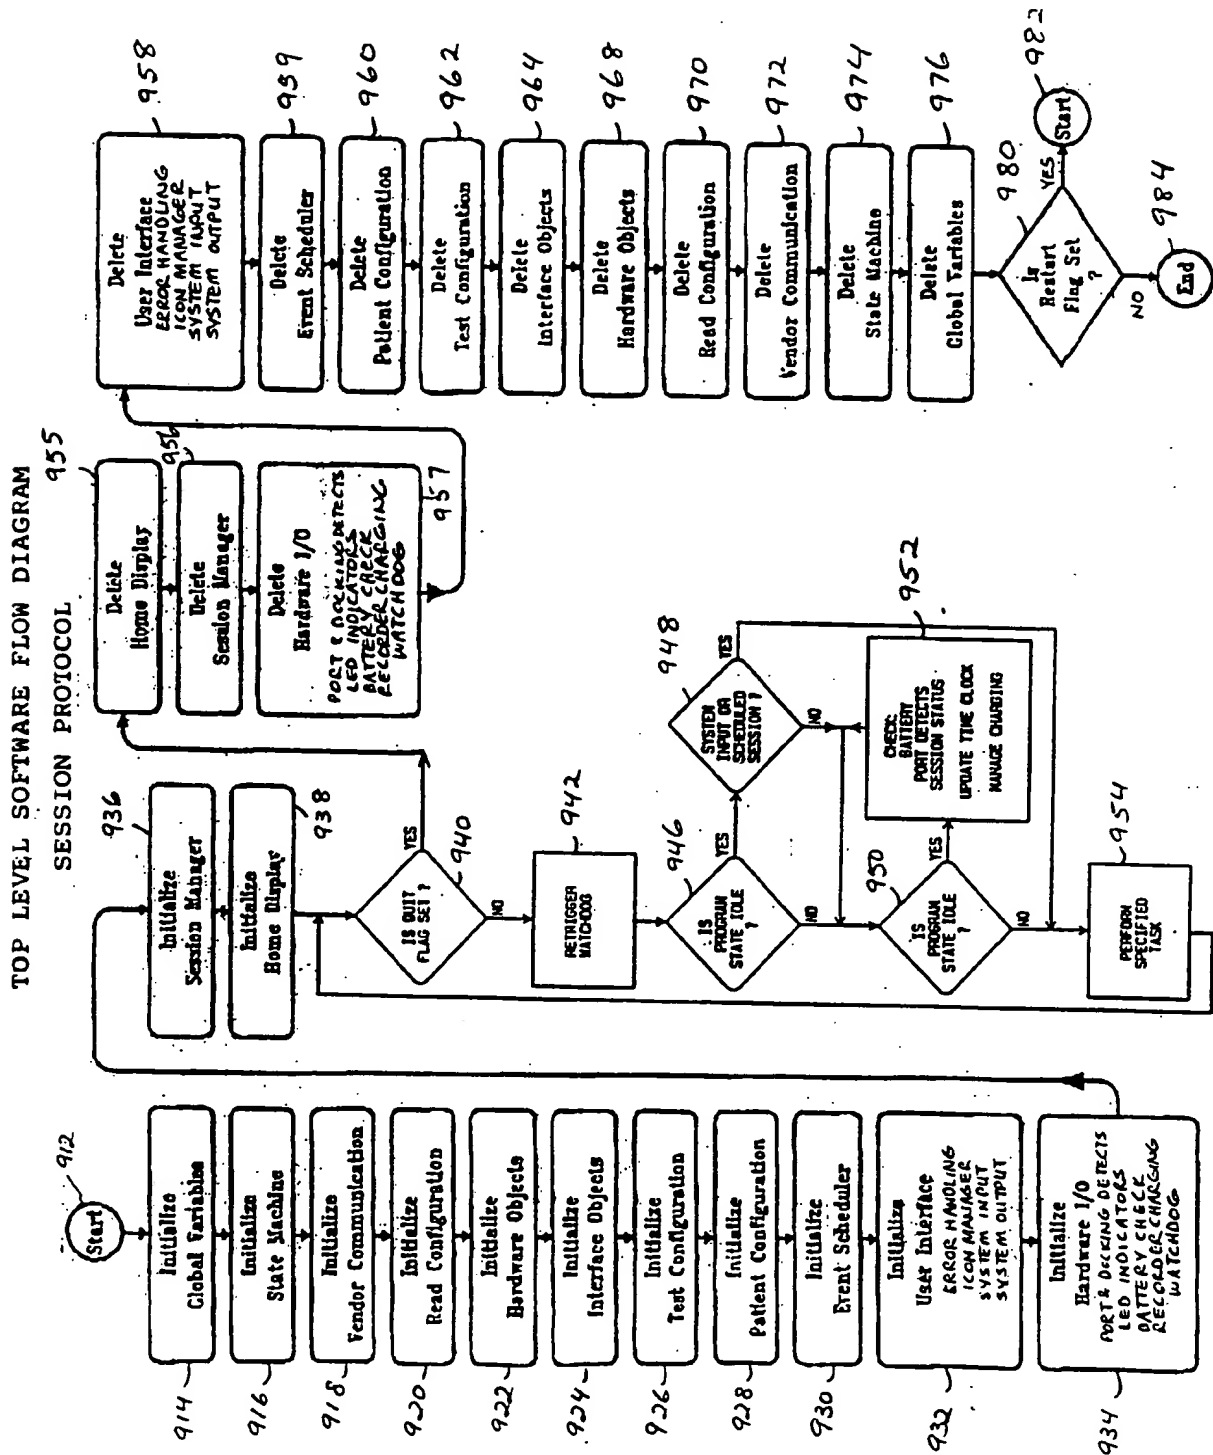 TOP LEVEL SOFTWARE FLOW DIAGRAM
SESSION PROTOCOL
912
Start
914
Initialize
Global Variables
916
Initialize
State Machine
918
Initialize
Vendor Communication
920
Initialize
Read Configuration
922
Initialize
Hardware Objects
924
Initialize
Interface Objects
926
Initialize
Test Configuration
928
Initialize
Patient Configuration
930
Initialize
Event Scheduler
932
Initialize
User Interface
ERROR HANDLING
ICON MANAGER
SYSTEM INPUT
SYSTEM OUTPUT
934
Initialize
Hardware I/O
PORT & DOCKING DETECTS
LED INDICATORS
BATTERY CHECK
RECORDER CHARGING
WATCHDOG
936
Initialize
Session Manager
938
Initialize
Home Display
940
IS QUIT
FLAG SET ?
YES
NO
942
RETRIGGER
WATCHDOG
946
IS
PROGRAM
STATE IDLE
?
YES
NO
948
SYSTEM
INPUT OR
SCHEDULED
SESSION ?
YES
NO
950
IS
PROGRAM
STATE IDLE
?
YES
NO
952
CHECK:
BATTERY
PORT DETECTS
SESSION STATUS
UPDATE TIME CLOCK
MANAGE CHARGING
954
PERFORM
SPECIFIED
TASK
955
Delete
Home Display
956
Delete
Session Manager
957
Delete
Hardware I/O
PORT & DOCKING DETECTS
LED INDICATORS
BATTERY CHECK
RECORDER CHARGING
WATCHDOG
958
Delete
User Interface
ERROR HANDLING
ICON MANAGER
SYSTEM INPUT
SYSTEM OUTPUT
959
Delete
Event Scheduler
960
Delete
Patient Configuration
962
Delete
Test Configuration
964
Delete
Interface Objects
968
Delete
Hardware Objects
970
Delete
Read Configuration
972
Delete
Vendor Communication
974
Delete
State Machine
976
Delete
Global Variables
980
Is
Restart
Flag Set
?
YES
NO
982
Start
984
End